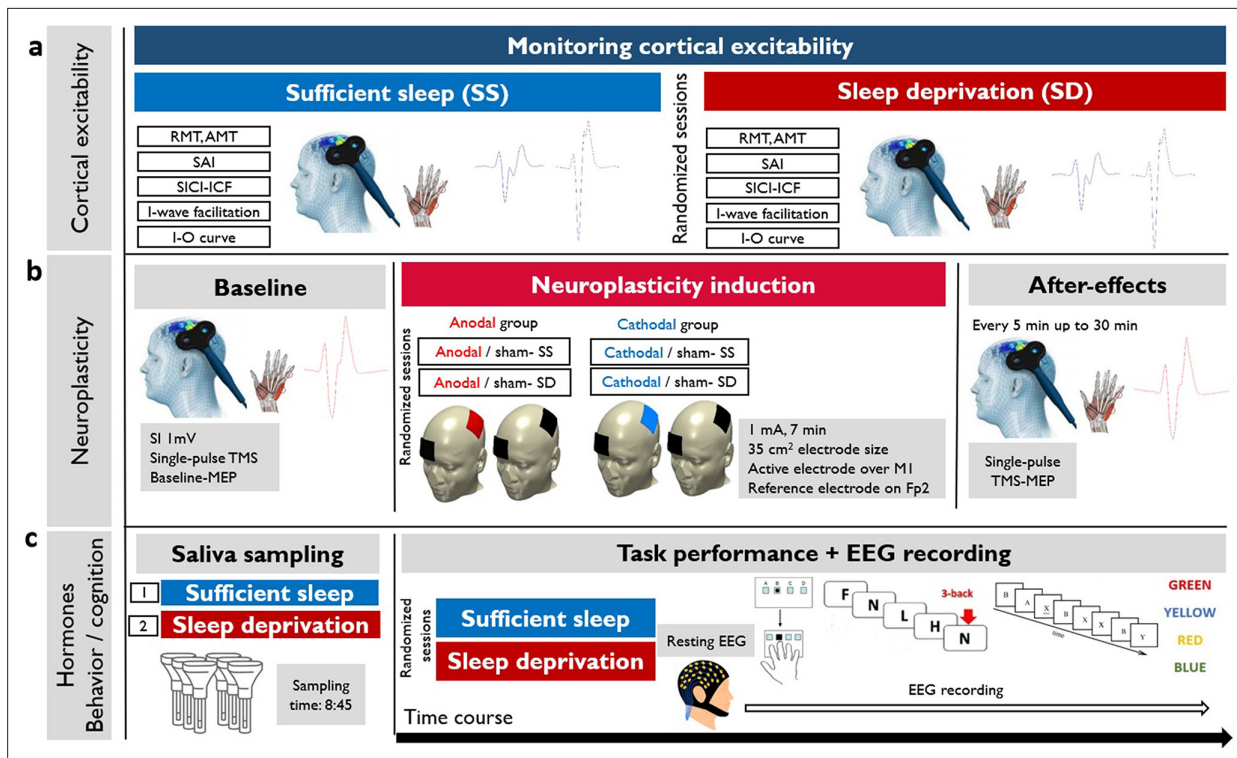 a
Cortical excitability
Monitoring cortical excitability
Sufficient sleep (SS)
RMT, AMT
SAI
SICI-ICF
I-wave facilitation
I-O curve
Randomized sessions
Sleep deprivation (SD)
RMT, AMT
SAI
SICI-ICF
I-wave facilitation
I-O curve
b
Neuroplasticity
Baseline
SI 1mV
Single-pulse TMS
Baseline-MEP
Neuroplasticity induction
Randomized sessions
Anodal group
Anodal / sham- SS
Anodal / sham- SD
Cathodal group
Cathodal / sham- SS
Cathodal / sham- SD
1 mA, 7 min
35 cm² electrode size
Active electrode over M1
Reference electrode on Fp2
After-effects
Every 5 min up to 30 min
Single-pulse
TMS-MEP
c
Hormones
Behavior / cognition
Saliva sampling
1
Sufficient sleep
2
Sleep deprivation
Sampling
time: 8:45
Task performance + EEG recording
Randomized
sessions
Sufficient sleep
Sleep deprivation
Resting EEG
A B C D
F
N
L
H
N
3-back
B
A
X
B
X
X
B
Y
time
GREEN
YELLOW
RED
BLUE
EEG recording
Time course